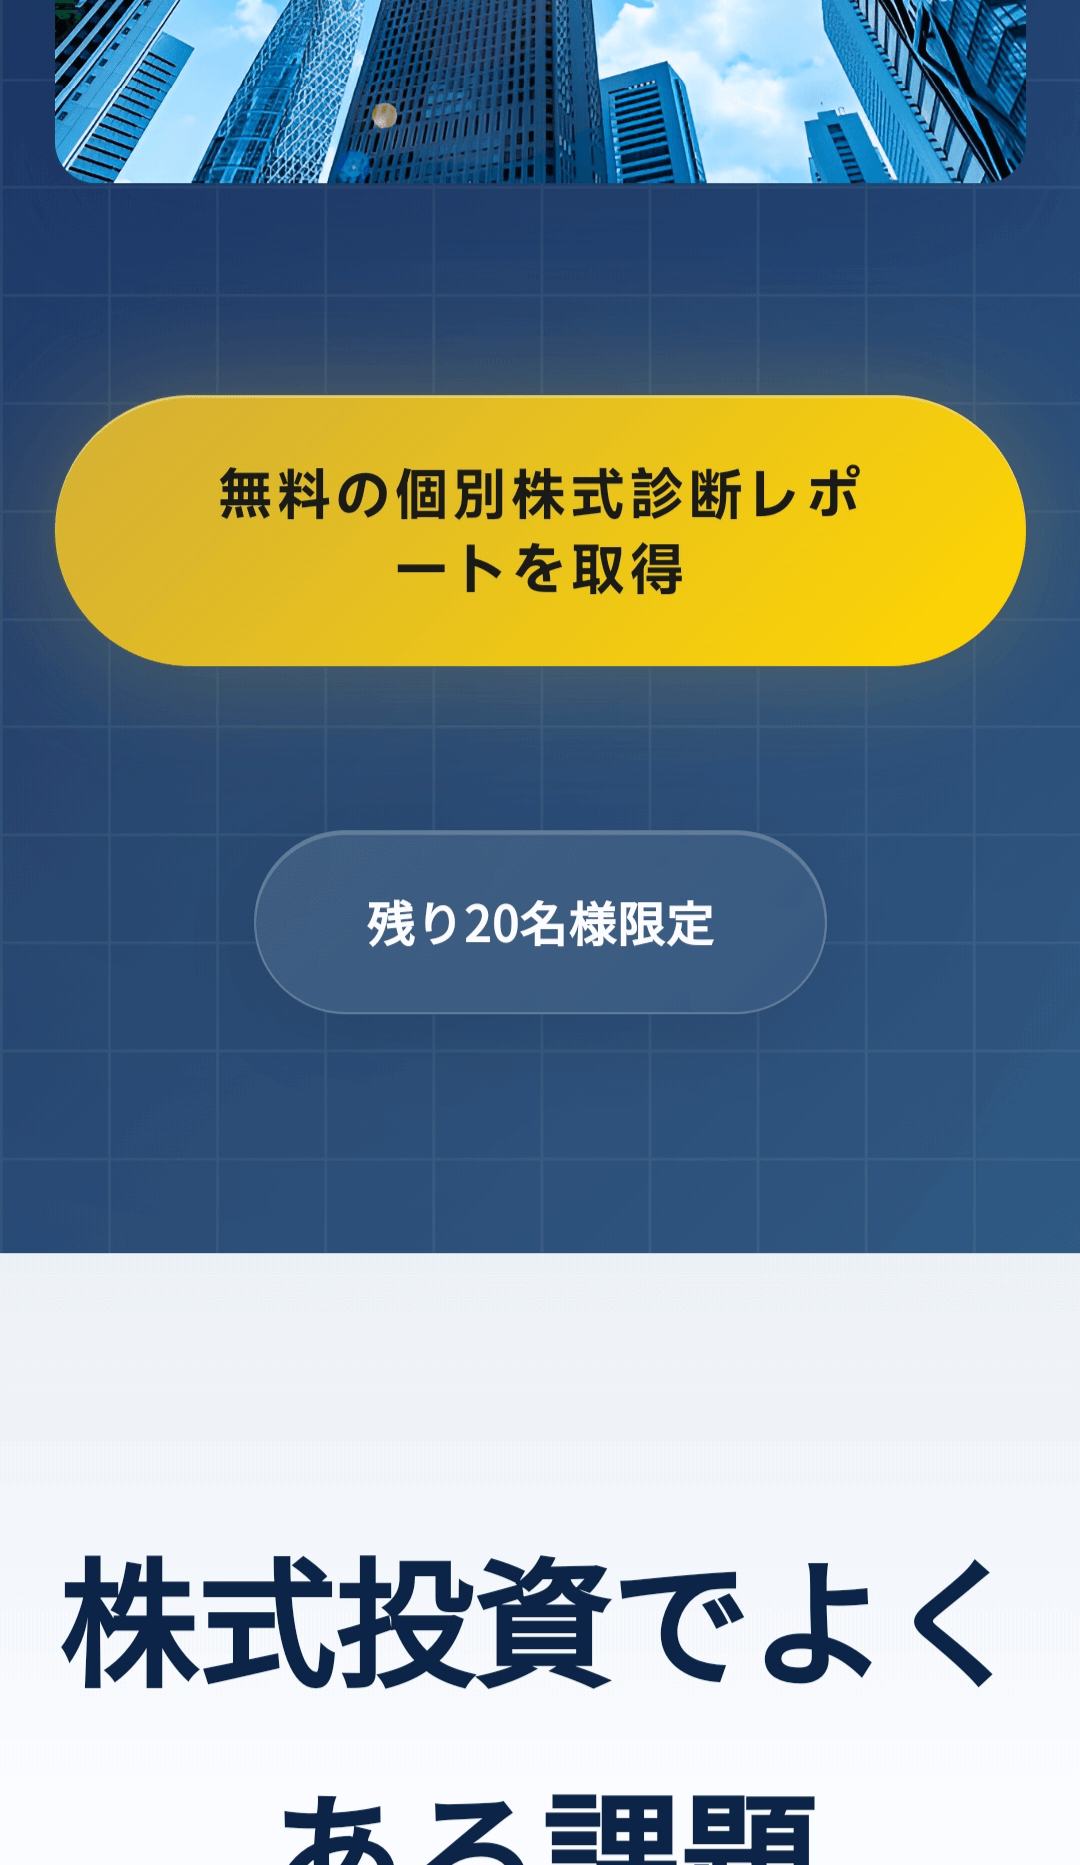 無料の個別株式診断レポ
ートを取得
残り20名様限定
株式投資でよく
ある課題